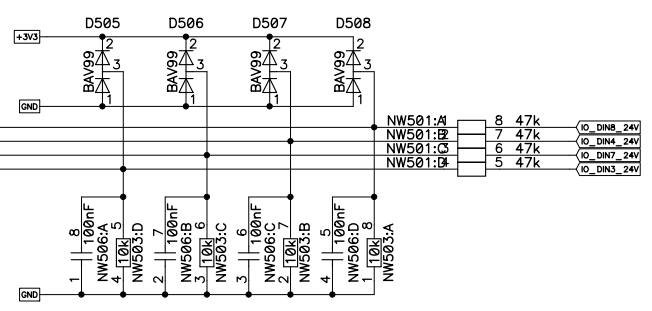 D505 D506 D507 D508
+3V3
2 2 2 2
BAV99 3 BAV99 3 BAV99 3 BAV99 3
1 1 1 1
GND
NW501:A 1 8 47k IO_DIN8_24V
NW501:B 2 7 47k IO_DIN4_24V
NW501:C 3 6 47k IO_DIN7_24V
NW501:D 4 5 47k IO_DIN3_24V
8 100nF 5 7 100nF 6 6 100nF 7 5 100nF 8
NW506:A 10k NW503:D NW506:B 10k NW503:C NW506:C 10k NW503:B NW506:D 10k NW503:A
1 4 2 3 3 2 4 1
GND